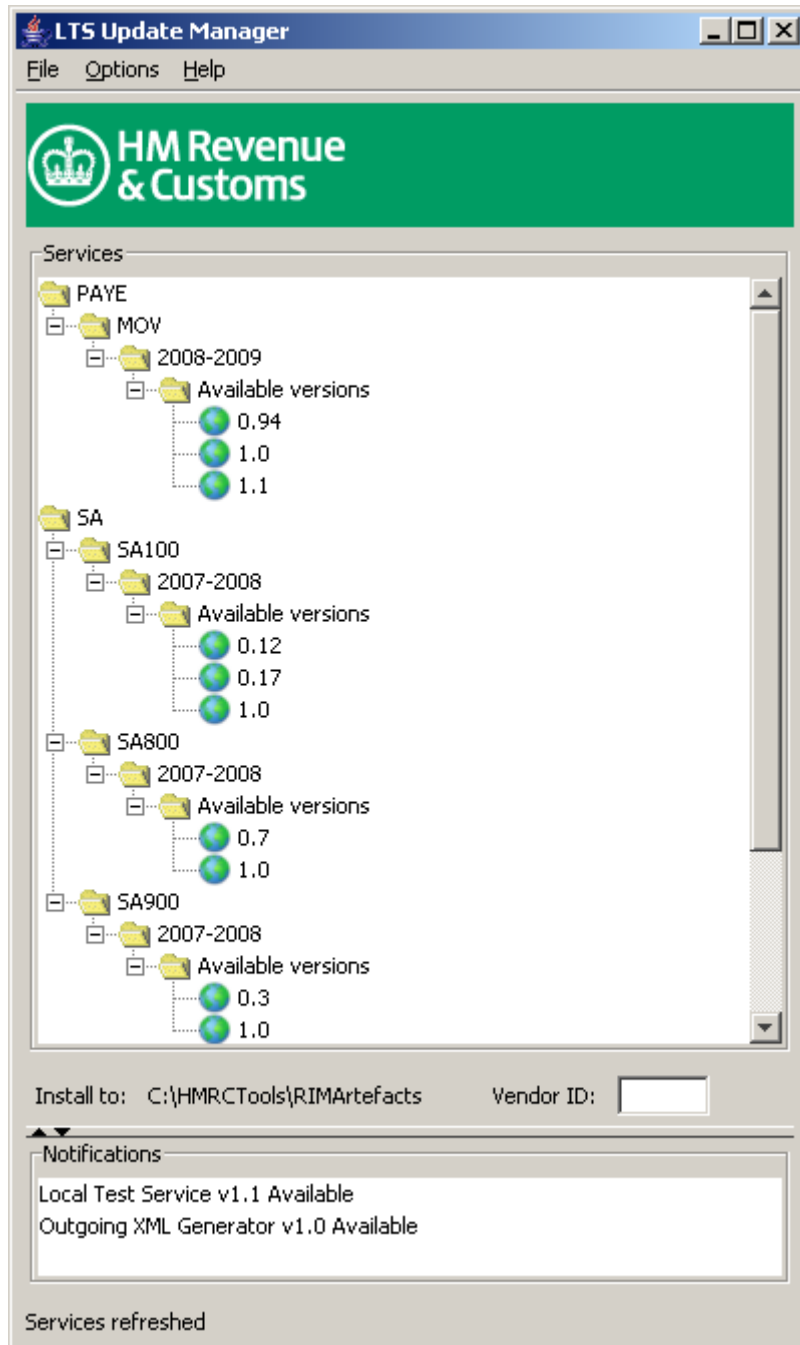 LTS Update Manager
File Options Help
HM Revenue
& Customs
Services
PAYE
MOV
2008-2009
Available versions
0.94
1.0
1.1
SA
SA100
2007-2008
Available versions
0.12
0.17
1.0
SA800
2007-2008
Available versions
0.7
1.0
SA900
2007-2008
Available versions
0.3
1.0
Install to: C:\HMRCTools\RIMArtefacts Vendor ID:
Notifications
Local Test Service v1.1 Available
Outgoing XML Generator v1.0 Available
Services refreshed